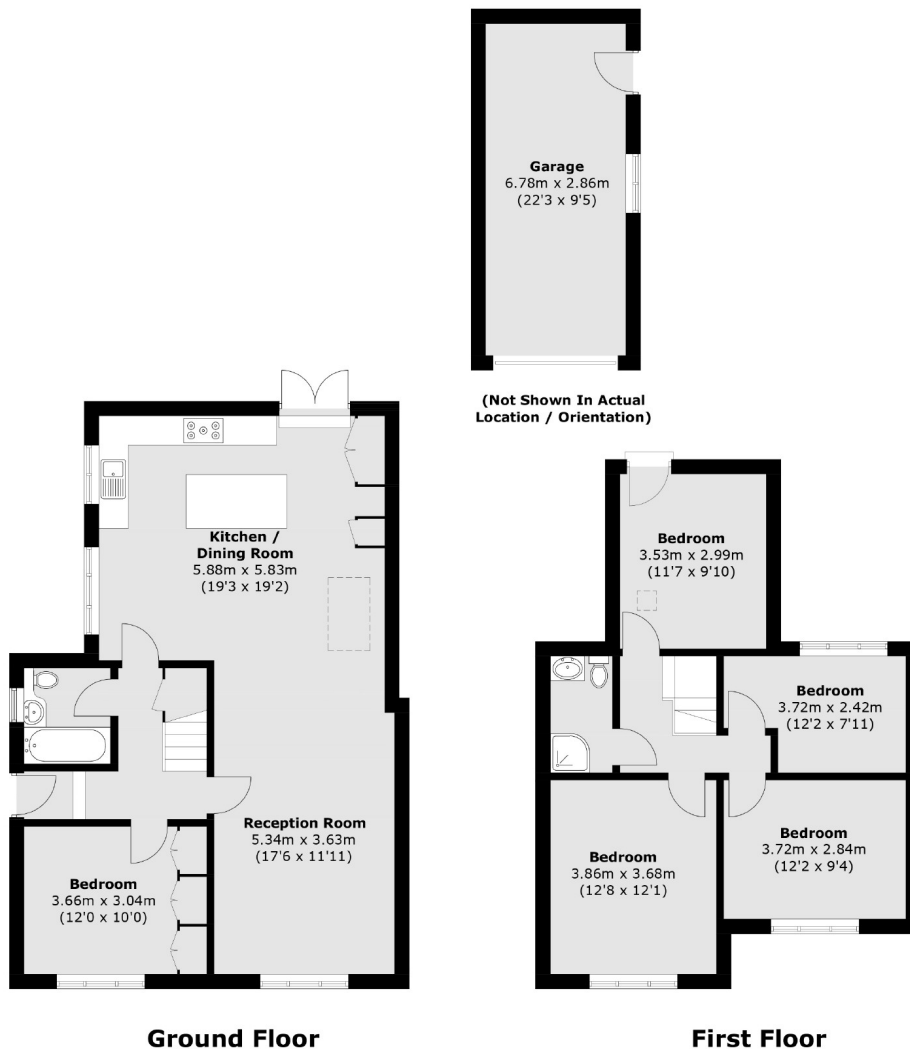 Garage
6.78m x 2.86m
(22'3 x 9'5)
(Not Shown In Actual
Location / Orientation)
Kitchen /
Dining Room
5.88m x 5.83m
(19'3 x 19'2)
Reception Room
5.34m x 3.63m
(17'6 x 11'11)
Bedroom
3.66m x 3.04m
(12'0 x 10'0)
Ground Floor
Bedroom
3.53m x 2.99m
(11'7 x 9'10)
Bedroom
3.72m x 2.42m
(12'2 x 7'11)
Bedroom
3.86m x 3.68m
(12'8 x 12'1)
Bedroom
3.72m x 2.84m
(12'2 x 9'4)
First Floor